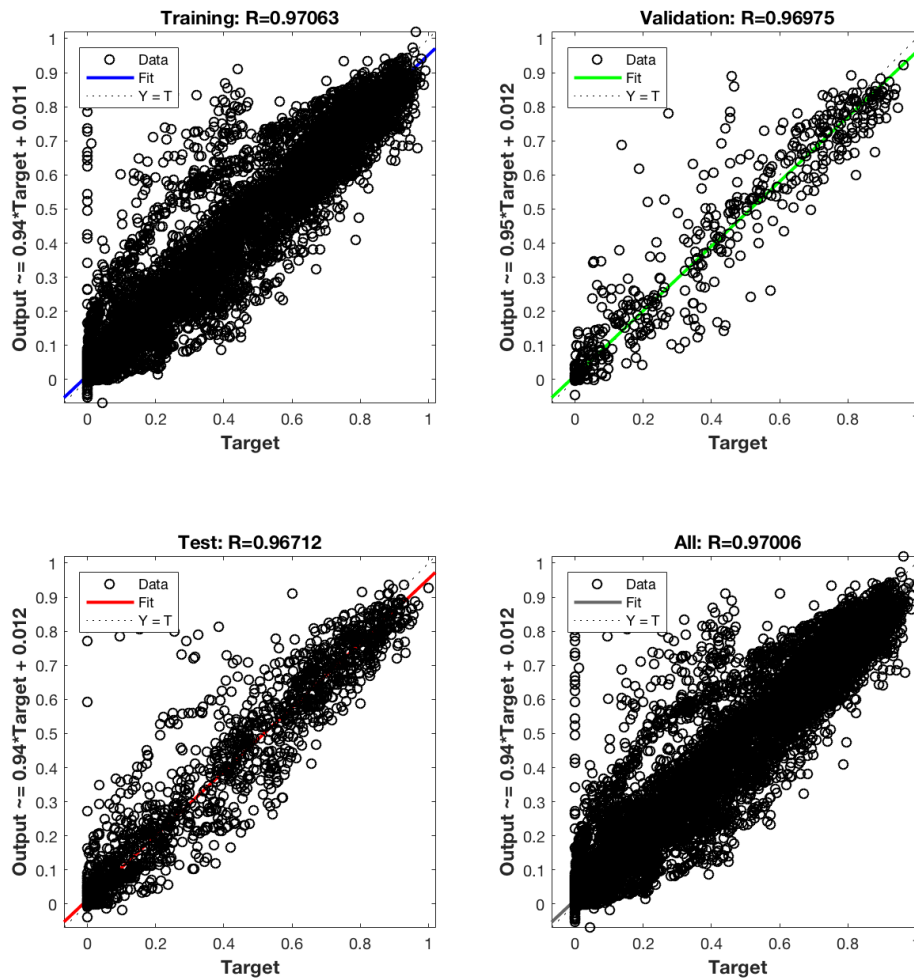 Training: R=0.97063
Output ~= 0.94*Target + 0.011
1
0.9
0.8
0.7
0.6
0.5
0.4
0.3
0.2
0.1
0
Data
Fit
Y = T
0 0.2 0.4 0.6 0.8 1
Target
Validation: R=0.96975
Output ~= 0.95*Target + 0.012
1
0.9
0.8
0.7
0.6
0.5
0.4
0.3
0.2
0.1
0
Data
Fit
Y = T
0 0.2 0.4 0.6 0.8 1
Target
Test: R=0.96712
Output ~= 0.94*Target + 0.012
1
0.9
0.8
0.7
0.6
0.5
0.4
0.3
0.2
0.1
0
Data
Fit
Y = T
0 0.2 0.4 0.6 0.8 1
Target
All: R=0.97006
Output ~= 0.94*Target + 0.012
1
0.9
0.8
0.7
0.6
0.5
0.4
0.3
0.2
0.1
0
Data
Fit
Y = T
0 0.2 0.4 0.6 0.8 1
Target